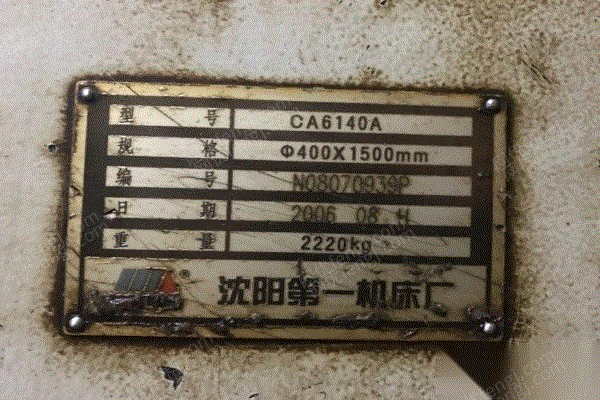 型 号 CA6140A
规 格 Φ400X1500mm
编 号 N08070939P
日 期 2006 08 月
重 量 2220kg
® 沈阳第一机床厂